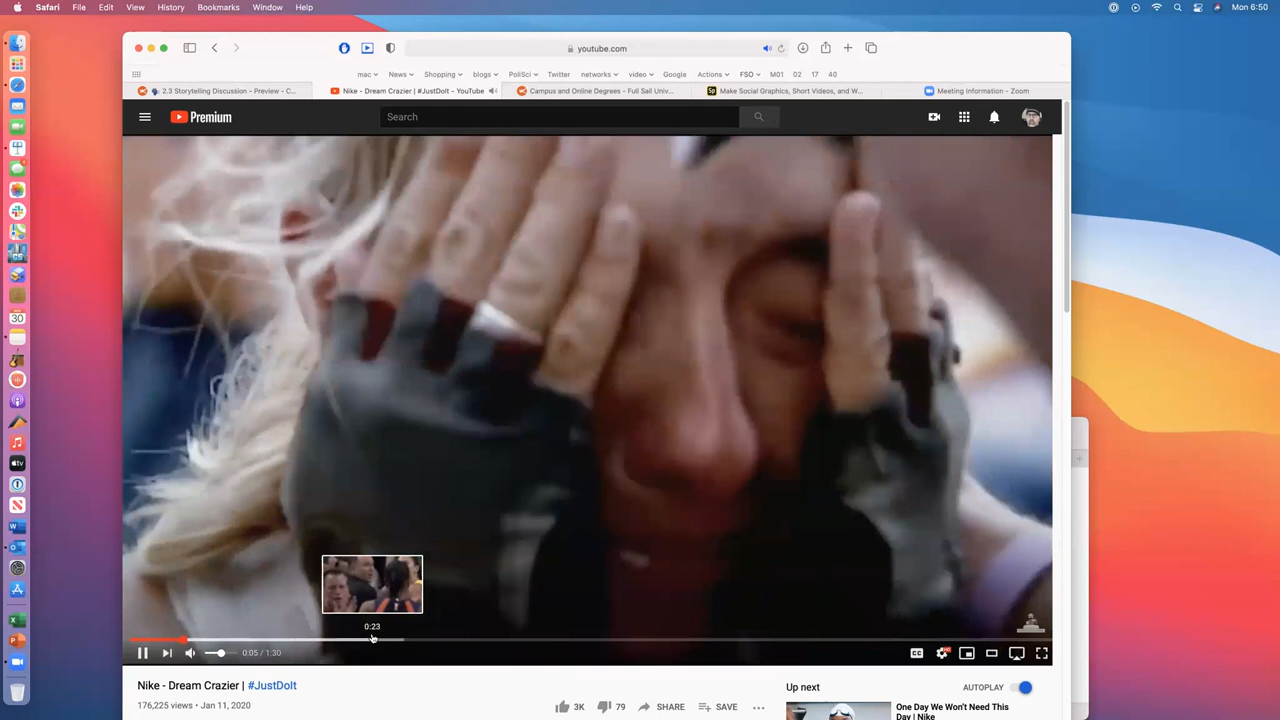 Safari File Edit View History Bookmarks Window Help Mon 6:50
youtube.com
mac News Shopping blogs PoliSci Twitter networks video Google Actions FSO M01 02 17 40
2.3 Storytelling Discussion - Preview - C... Nike - Dream Crazier | #JustDoIt - YouTube Campus and Online Degrees - Full Sail Univ... Make Social Graphics, Short Videos, and W... Meeting Information - Zoom
Premium Search
0:23
0:05 / 1:30 CC HD
Nike - Dream Crazier | #JustDoIt
176,225 views • Jan 11, 2020
3K 79 SHARE SAVE
Up next AUTOPLAY
One Day We Won't Need This
Day | Nike
30
tv